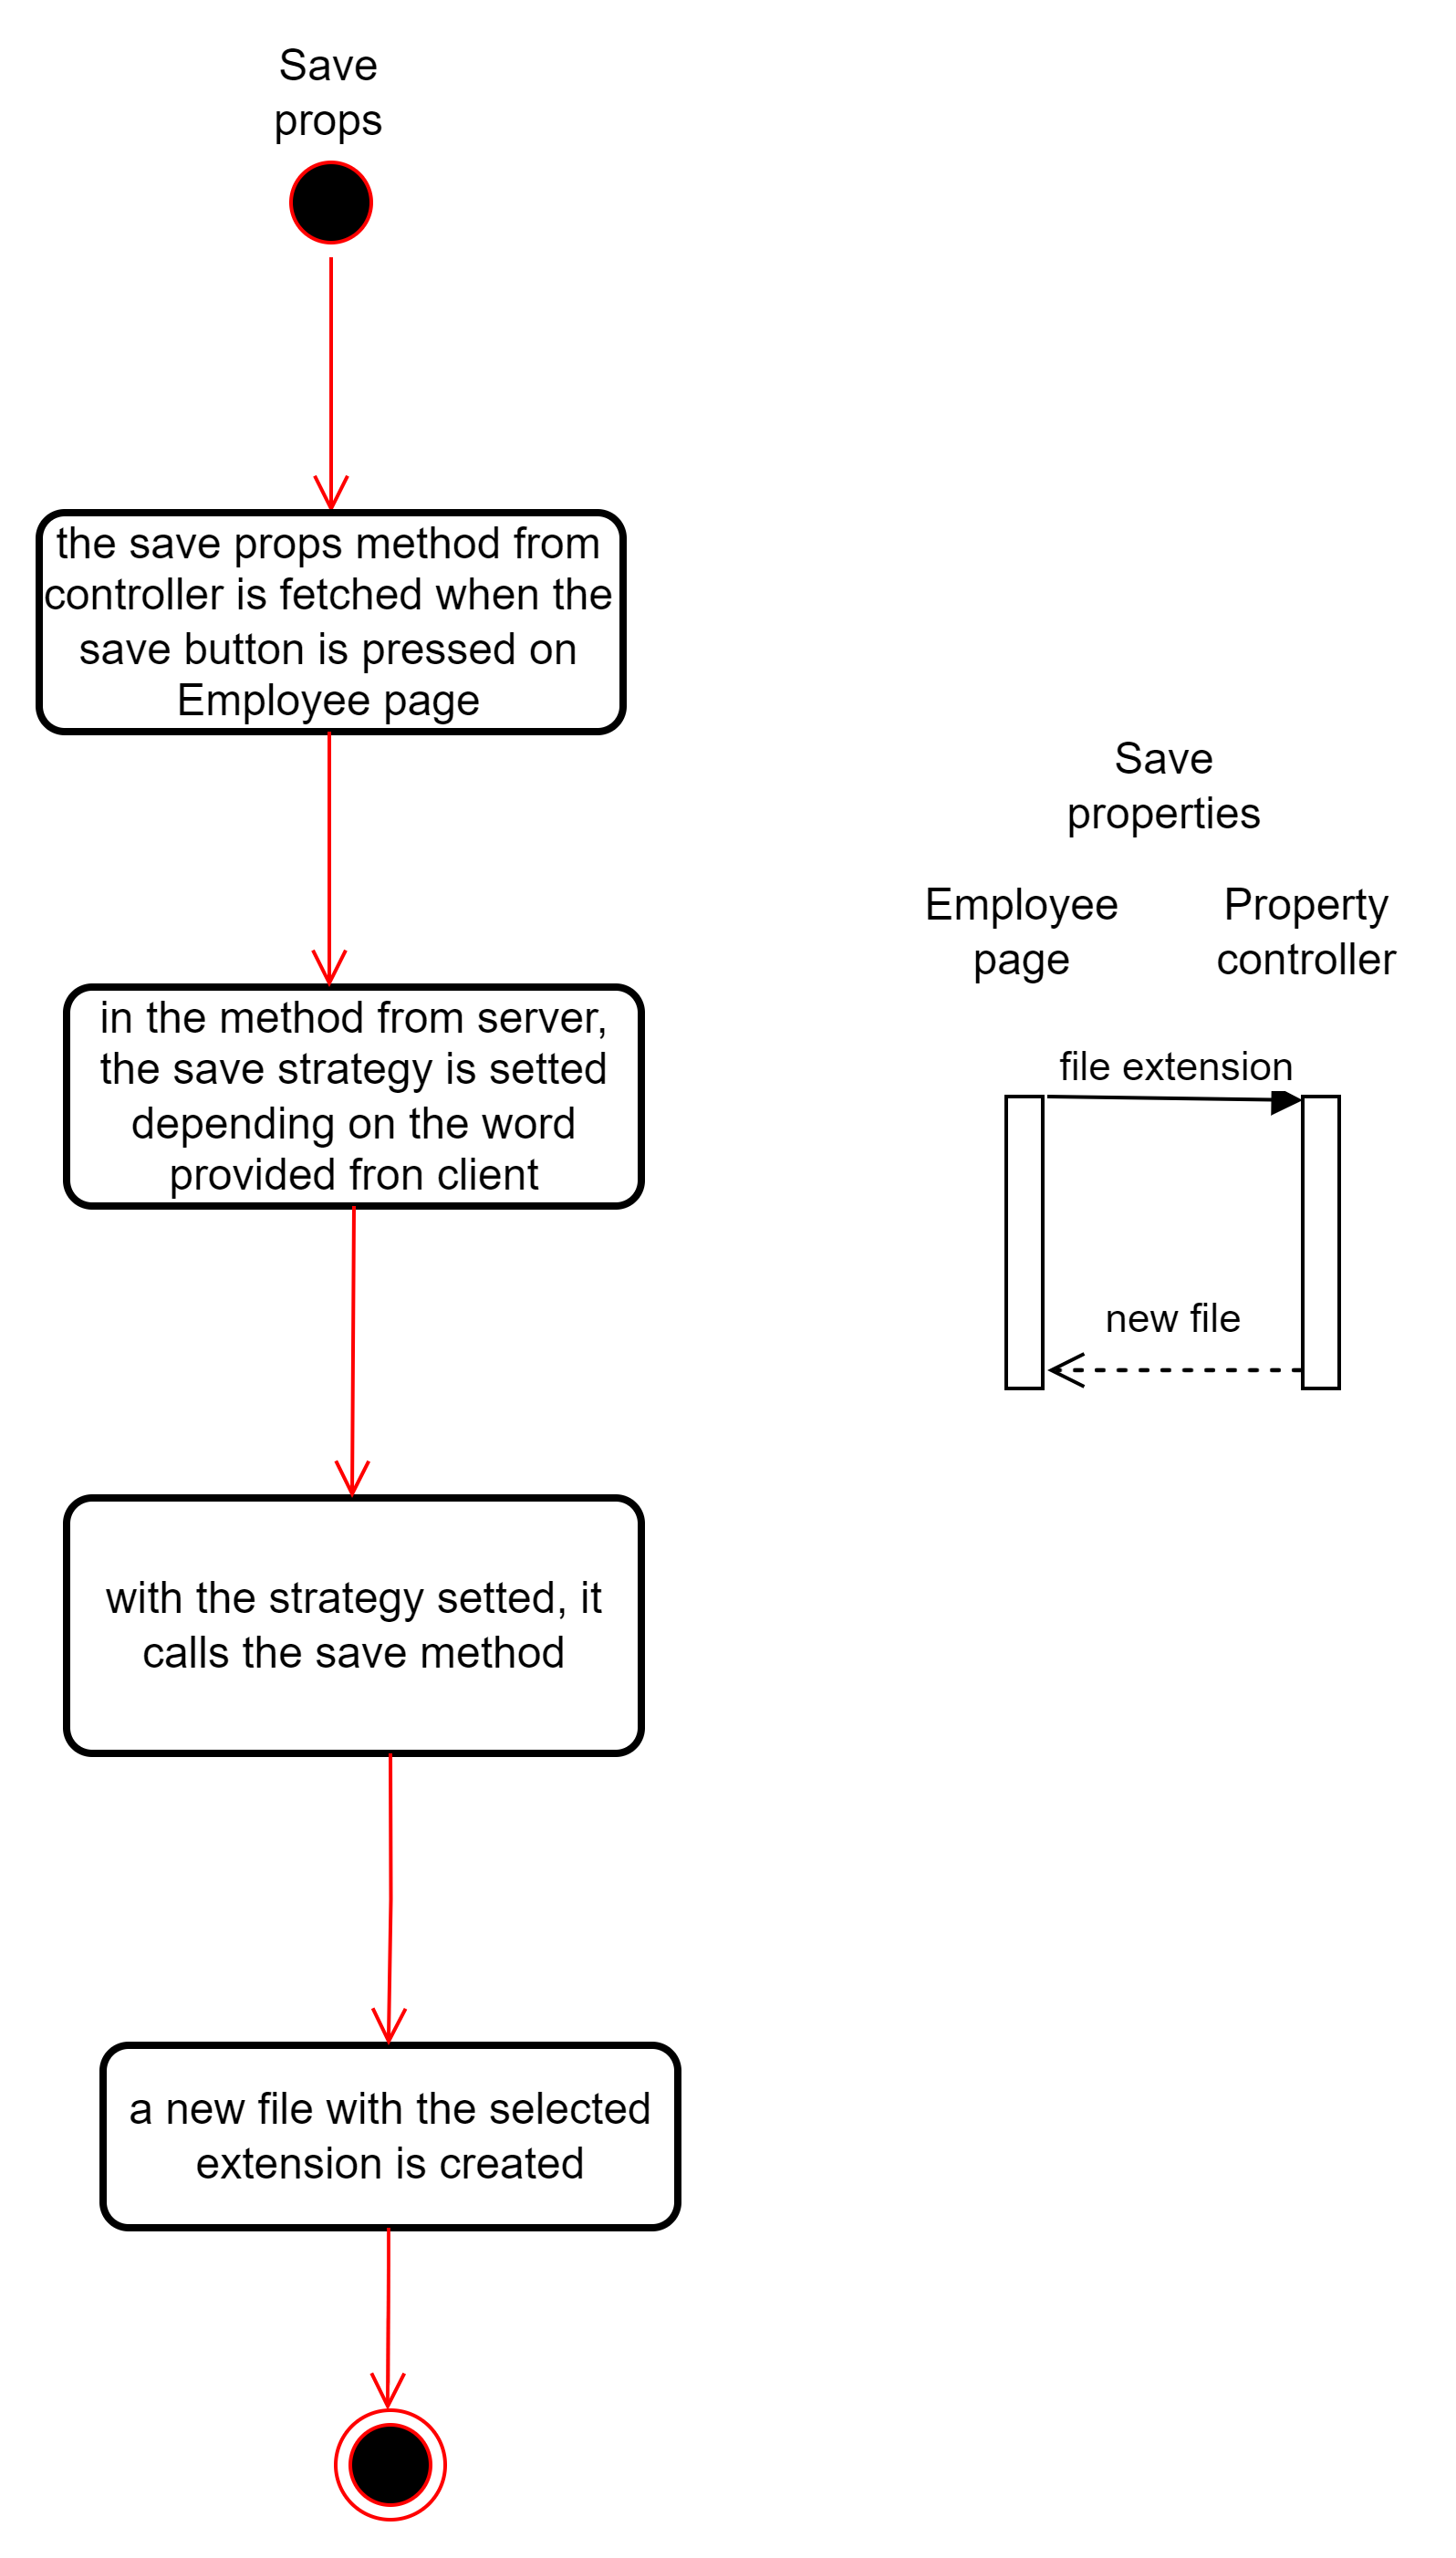 Save
props
the save props method from
controller is fetched when the
save button is pressed on
Employee page
in the method from server,
the save strategy is setted
depending on the word
provided fron client
with the strategy setted, it
calls the save method
a new file with the selected
extension is created
Save
properties
Employee
page
Property
controller
file extension
new file